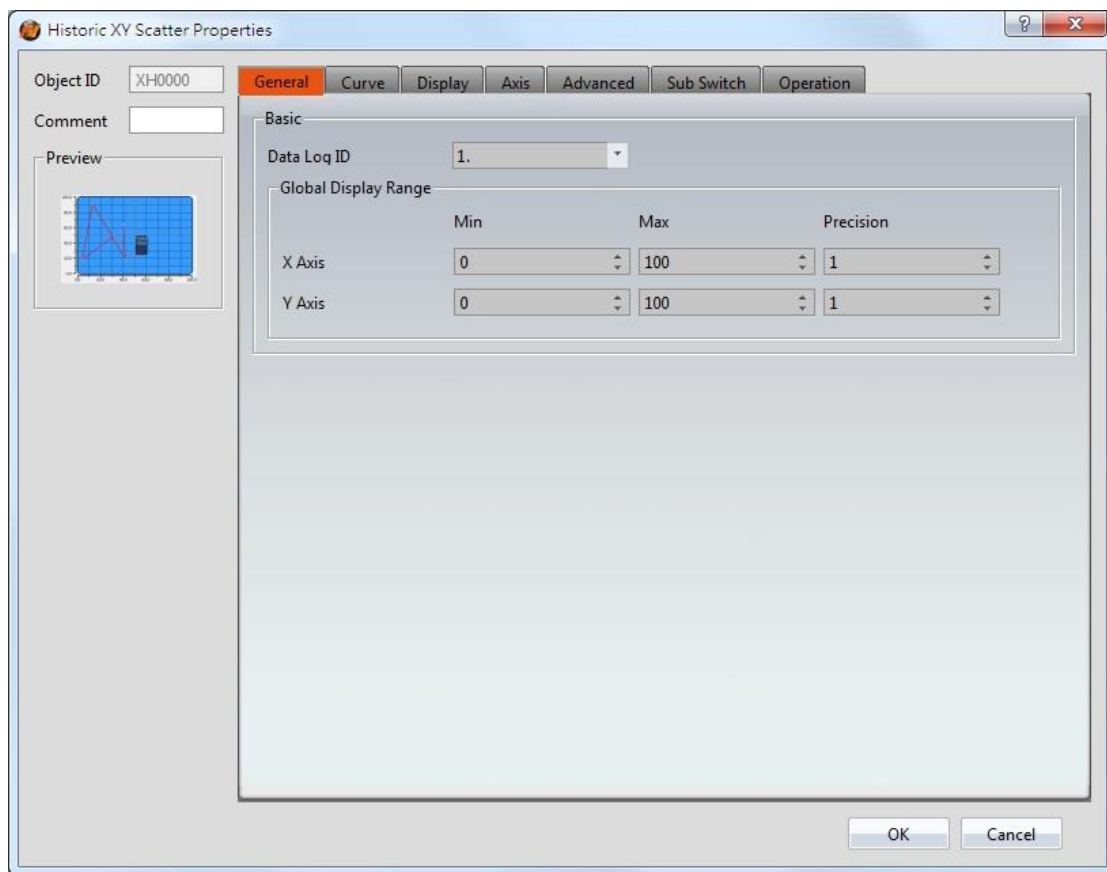 Historic XY Scatter Properties
Object ID XH0000
Comment
Preview
General Curve Display Axis Advanced Sub Switch Operation
Basic
Data Log ID 1.
Global Display Range
Min Max Precision
X Axis 0 100 1
Y Axis 0 100 1
OK Cancel